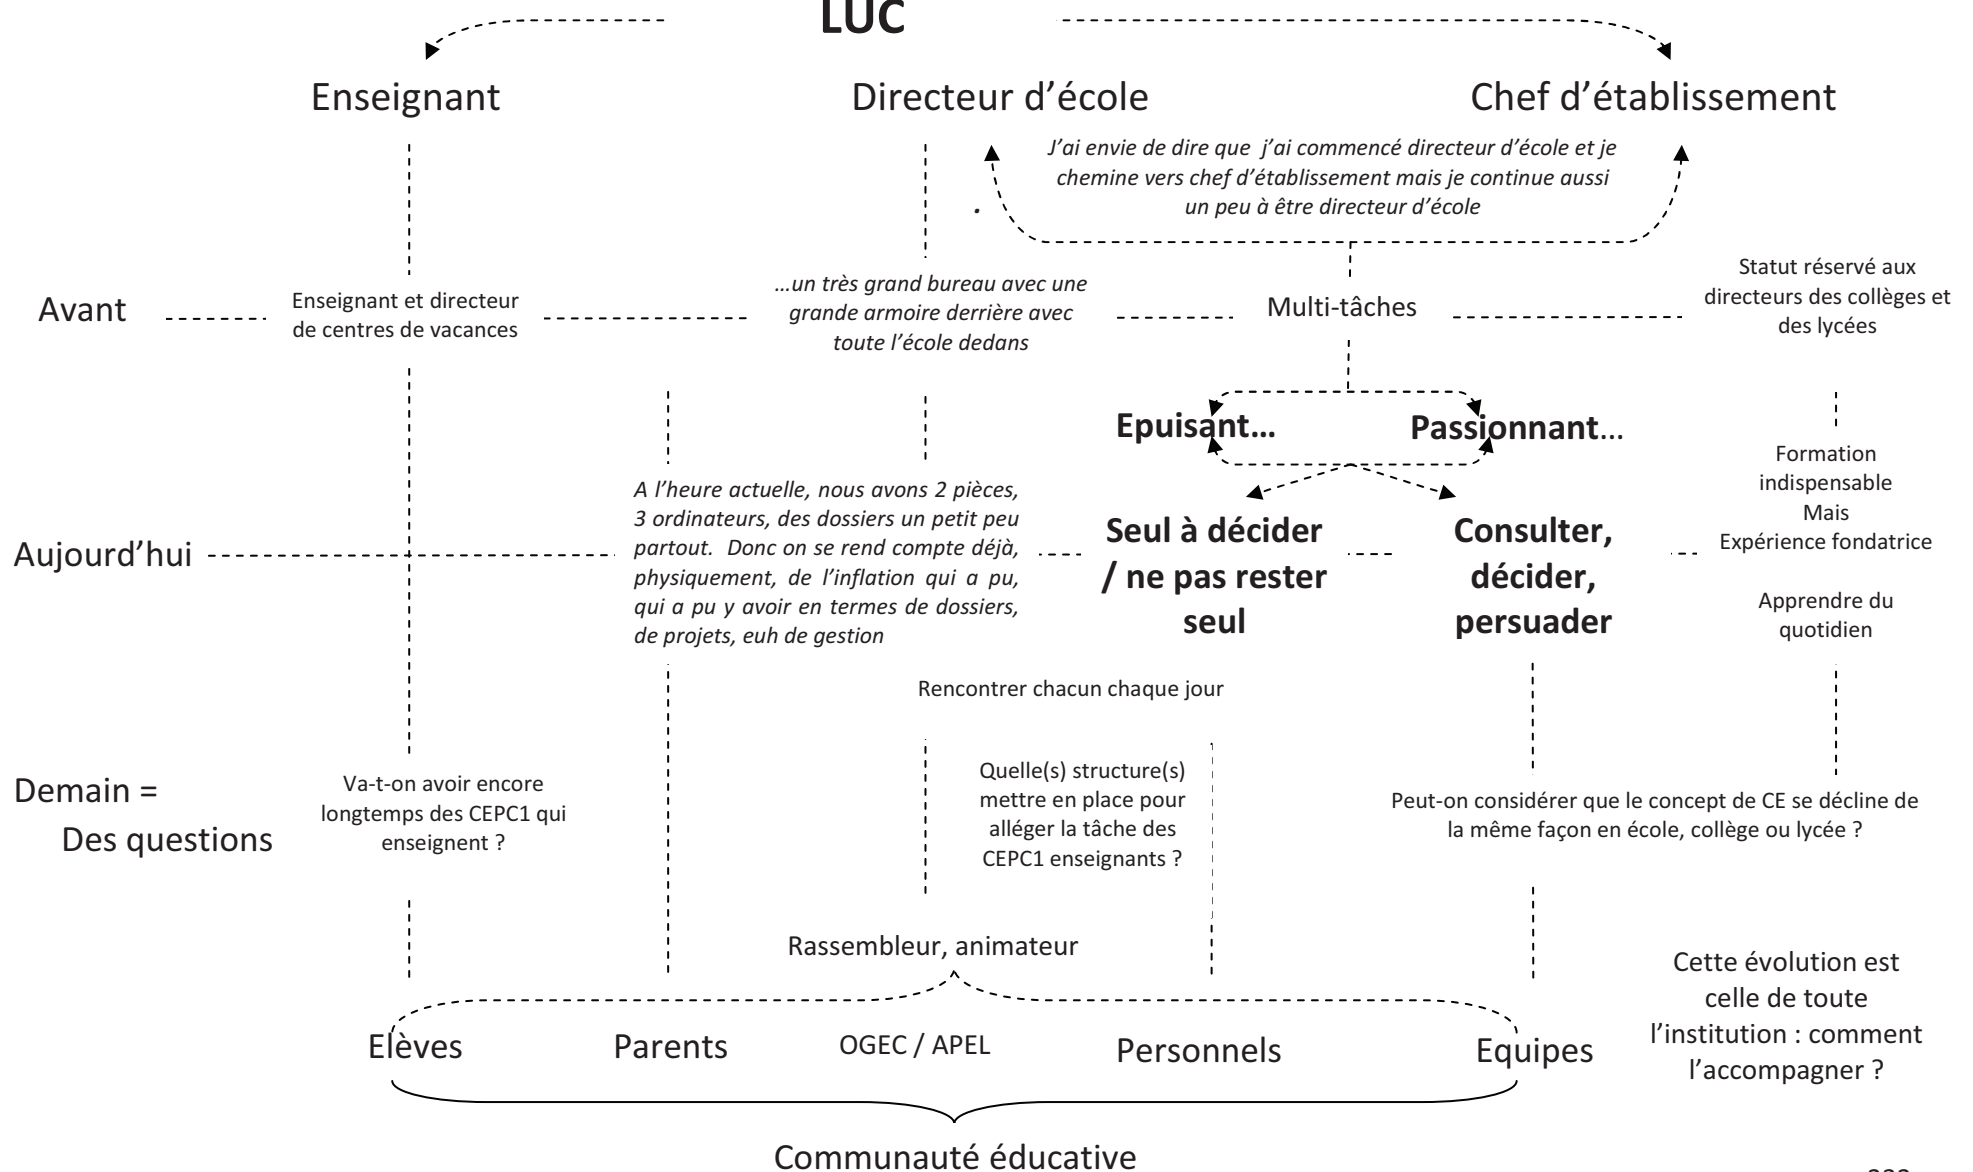 LUC
Enseignant
Directeur d’école
Chef d’établissement
J’ai envie de dire que j’ai commencé directeur d’école et je
chemine vers chef d’établissement mais je continue aussi
un peu à être directeur d’école
.
Avant
Enseignant et directeur
de centres de vacances
…un très grand bureau avec une
grande armoire derrière avec
toute l’école dedans
Multi-tâches
Statut réservé aux
directeurs des collèges et
des lycées
Epuisant…
Passionnant…
Aujourd’hui
A l’heure actuelle, nous avons 2 pièces,
3 ordinateurs, des dossiers un petit peu
partout. Donc on se rend compte déjà,
physiquement, de l’inflation qui a pu,
qui a pu y avoir en termes de dossiers,
de projets, euh de gestion
Seul à décider
/ ne pas rester
seul
Consulter,
décider,
persuader
Formation
indispensable
Mais
Expérience fondatrice
Apprendre du
quotidien
Rencontrer chacun chaque jour
Demain =
Des questions
Va-t-on avoir encore
longtemps des CEPC1 qui
enseignent ?
Quelle(s) structure(s)
mettre en place pour
alléger la tâche des
CEPC1 enseignants ?
Peut-on considérer que le concept de CE se décline de
la même façon en école, collège ou lycée ?
Rassembleur, animateur
Elèves
Parents
OGEC / APEL
Personnels
Equipes
Cette évolution est
celle de toute
l’institution : comment
l’accompagner ?
Communauté éducative